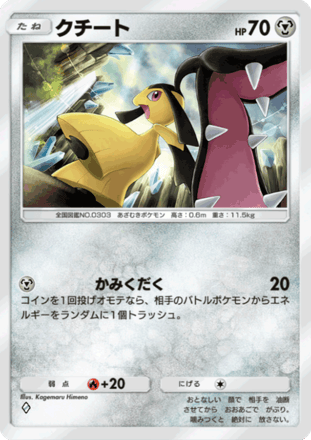 たね クチート HP 70
全国図鑑NO.0303 あざむきポケモン 高さ：0.6m 重さ：11.5kg
かみくだく 20
コインを1回投げオモテなら、相手のバトルポケモンからエネ
ルギーをランダムに1個トラッシュ。
弱点 +20 にげる
Illus. Kagemaru Himeno
おとなしい 顔で 相手を 油断
させてから おおあごで がぶり。
噛みつくと 絶対に 放さない。